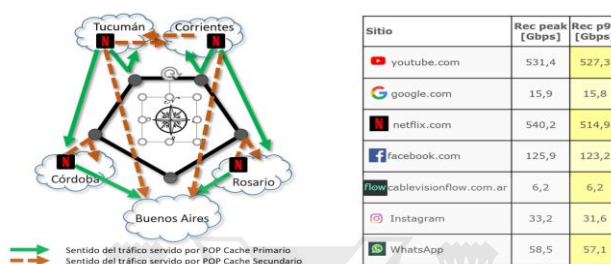 Tucumán
Corrientes
Córdoba
Rosario
Buenos Aires
Sentido del tráfico servido por POP Cache Primario
Sentido del tráfico servido por POP Cache Secundario
Sitio Rec peak [Gbps] Rec p9 [Gbps]
youtube.com 531,4 527,3
google.com 15,9 15,8
N netflix.com 540,2 514,9
facebook.com 125,9 123,2
flow cablevisionflow.com.ar 6,2 6,2
Instagram 33,2 31,6
WhatsApp 58,5 57,1